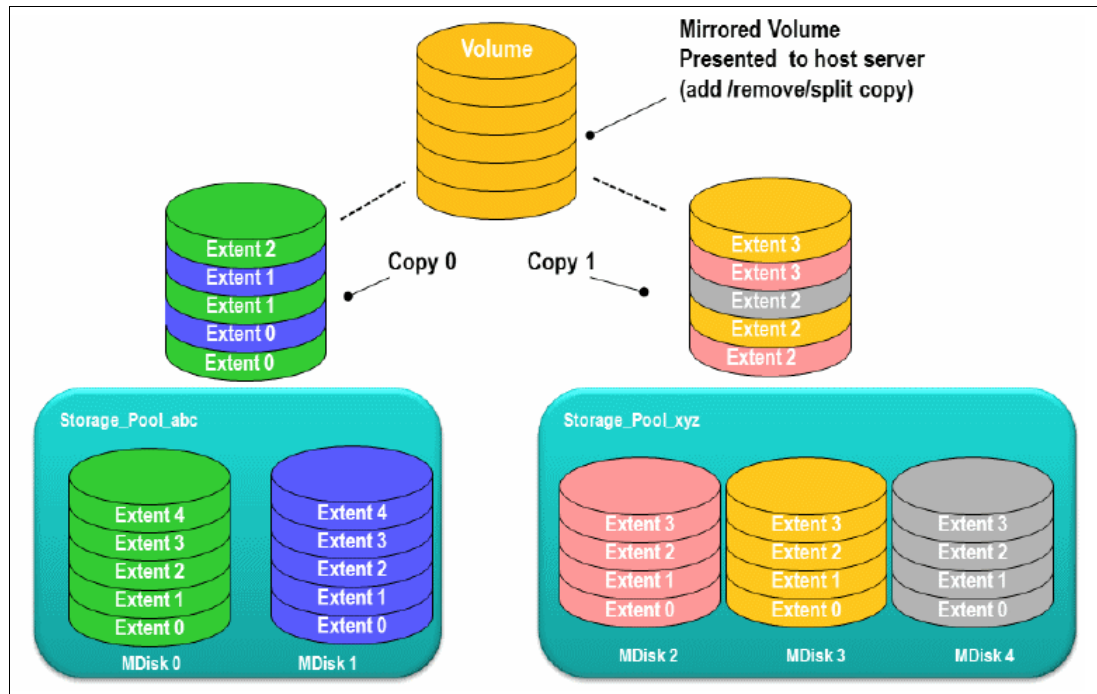 Volume
Mirrored Volume
Presented to host server
(add /remove/split copy)
Extent 2
Extent 1
Extent 1
Extent 0
Extent 0
Copy 0
Copy 1
Extent 3
Extent 3
Extent 2
Extent 2
Extent 2
Storage_Pool_abc
Extent 4
Extent 3
Extent 2
Extent 1
Extent 0
MDisk 0
Extent 4
Extent 3
Extent 2
Extent 1
Extent 0
MDisk 1
Storage_Pool_xyz
Extent 3
Extent 2
Extent 1
Extent 0
MDisk 2
Extent 3
Extent 2
Extent 1
Extent 0
MDisk 3
Extent 3
Extent 2
Extent 1
Extent 0
MDisk 4